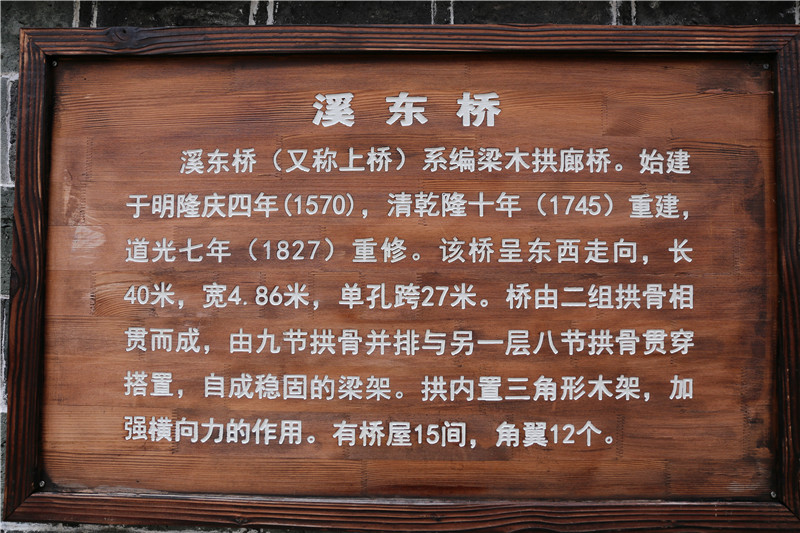 溪东桥
溪东桥（又称上桥）系编梁木拱廊桥。始建
于明隆庆四年(1570)，清乾隆十年（1745）重建，
道光七年（1827）重修。该桥呈东西走向，长
40米，宽4.86米，单孔跨27米。桥由二组拱骨相
贯而成，由九节拱骨并排与另一层八节拱骨贯穿
搭置，自成稳固的梁架。拱内置三角形木架，加
强横向力的作用。有桥屋15间，角翼12个。